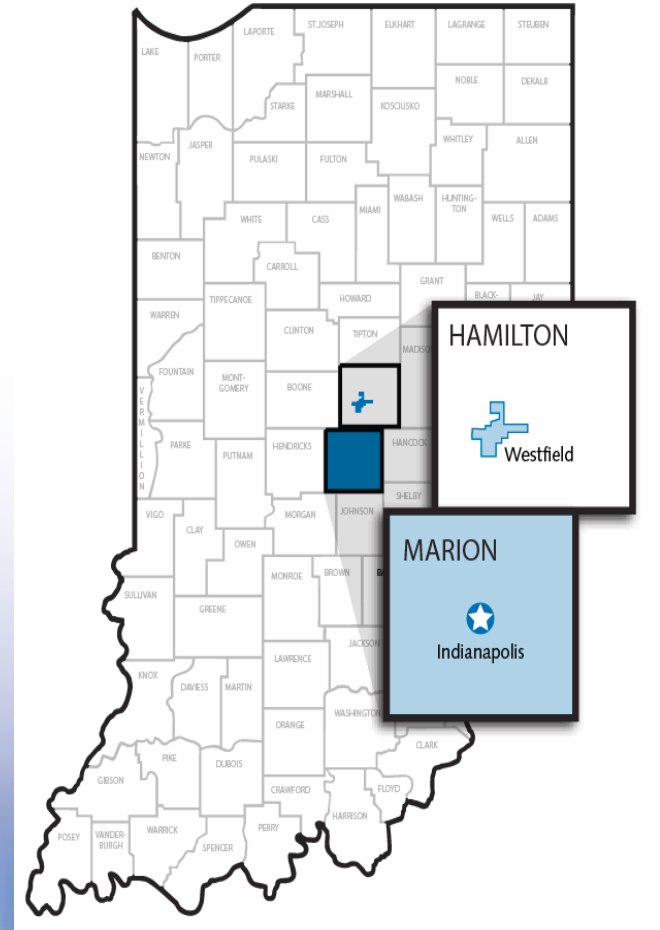 LAPORTE
ST.JOSEPH
ELKHART
LAGRANGE
STEUBEN
LAKE
PORTER
NOBLE
DEKALB
MARSHALL
STARKE
KOSCIUSKO
WHITLEY
ALLEN
JASPER
NEWTON
PULASKI
FULTON
WABASH
HUNTING-
TON
MIAMI
WHITE
CASS
WELLS
ADAMS
BENTON
CARROLL
GRANT
TIPPECANOE
HOWARD
BLACK-
JAY
WARREN
CLINTON
TIPTON
HAMILTON
MADISO
FOUNTAIN
MONT-
GOMERY
BOONE
VERMILLION
PARKE
PUTNAM
HENDRICKS
HANCOCK
Westfield
SHELBY
VIGO
CLAY
MORGAN
JOHNSON
OWEN
MARION
MONROE
BROWN
SULLIVAN
GREENE
Indianapolis
JACKSON
LAWRENCE
KNOX
DAVIESS
MARTIN
WASHINGTON
ORANGE
CLARK
PIKE
DUBOIS
GIBSON
CRAWFORD
FLOYD
HARRISON
POSEY
VANDER-
BURGH
WARRICK
PERRY
SPENCER